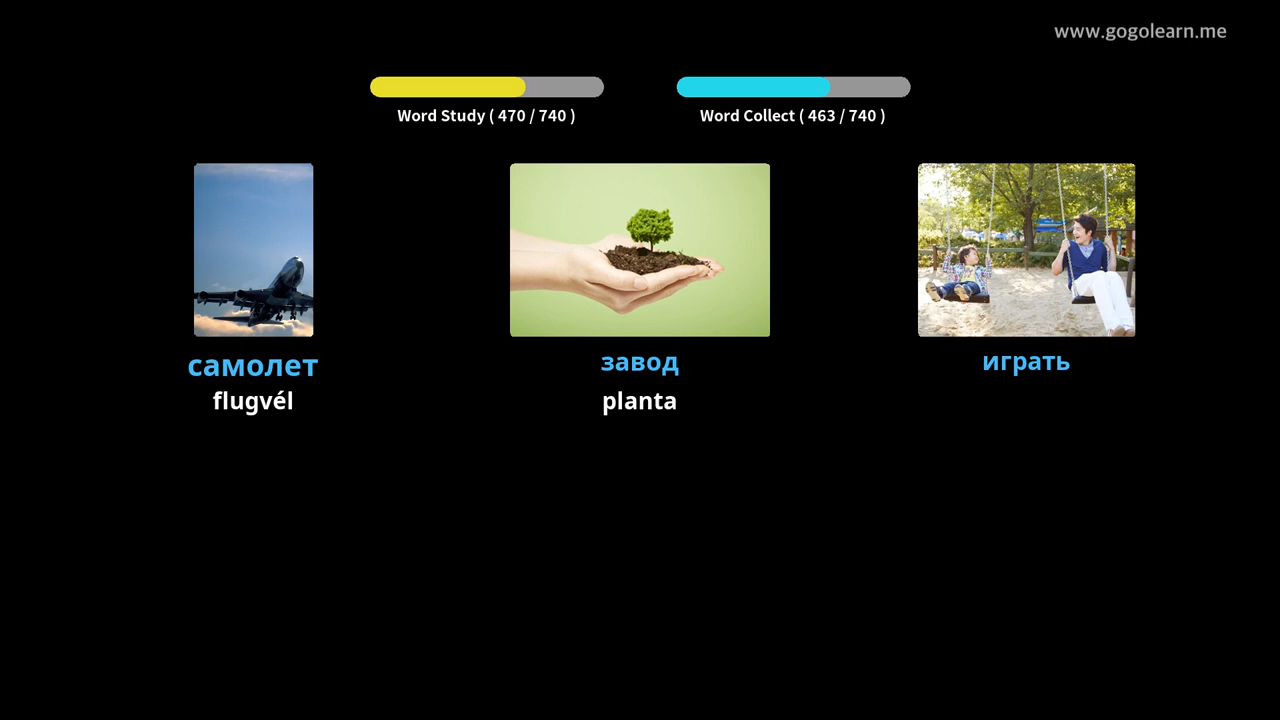 www.gogolearn.me
Word Study ( 470 / 740 )
Word Collect ( 463 / 740 )
самолет
flugvél
завод
planta
играть